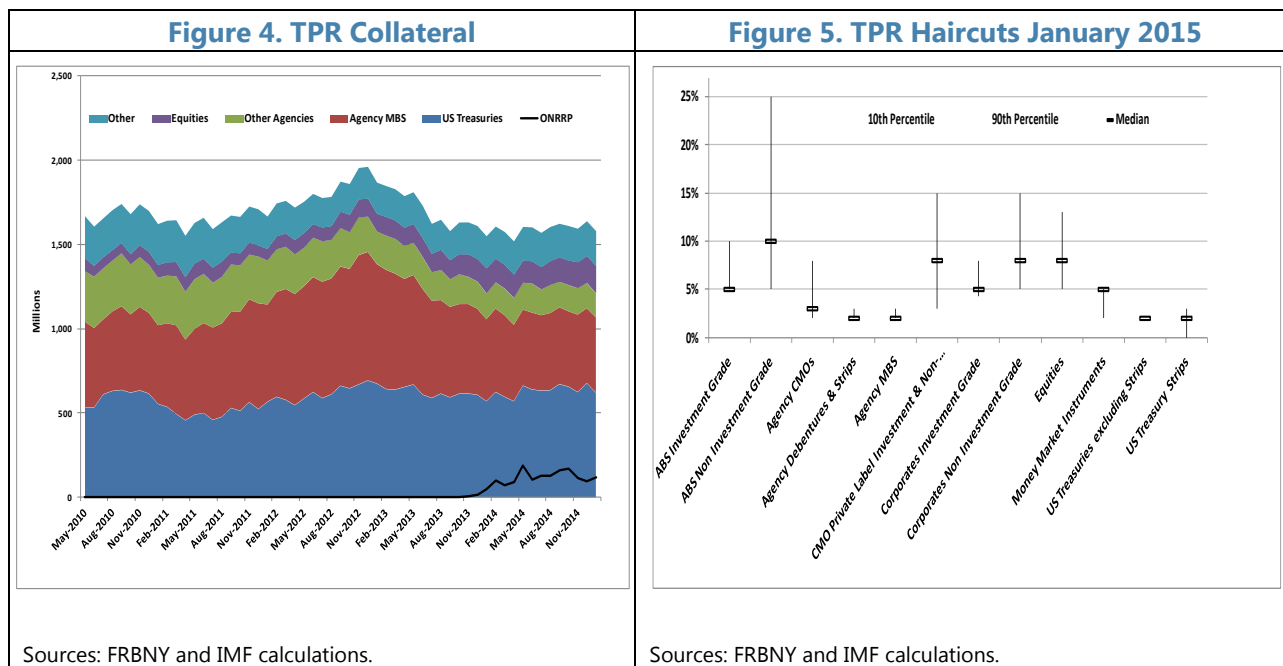 Figure 4. TPR Collateral
2,500
2,000
1,500
1,000
500
0
Millions
Other
Equities
Other Agencies
Agency MBS
US Treasuries
ONRRP
May-2010
Aug-2010
Nov-2010
Feb-2011
May-2011
Aug-2011
Nov-2011
Feb-2012
May-2012
Aug-2012
Nov-2012
Feb-2013
May-2013
Aug-2013
Nov-2013
Feb-2014
May-2014
Aug-2014
Nov-2014
Sources: FRBNY and IMF calculations.
Figure 5. TPR Haircuts January 2015
25%
20%
15%
10%
5%
0%
10th Percentile
90th Percentile
Median
ABS Investment Grade
ABS Non Investment Grade
Agency CMOs
Agency Debentures & Strips
Agency MBS
CMO Private Label Investment & Non-...
Corporates Investment Grade
Corporates Non Investment Grade
Equities
Money Market Instruments
US Treasuries excluding Strips
US Treasury Strips
Sources: FRBNY and IMF calculations.